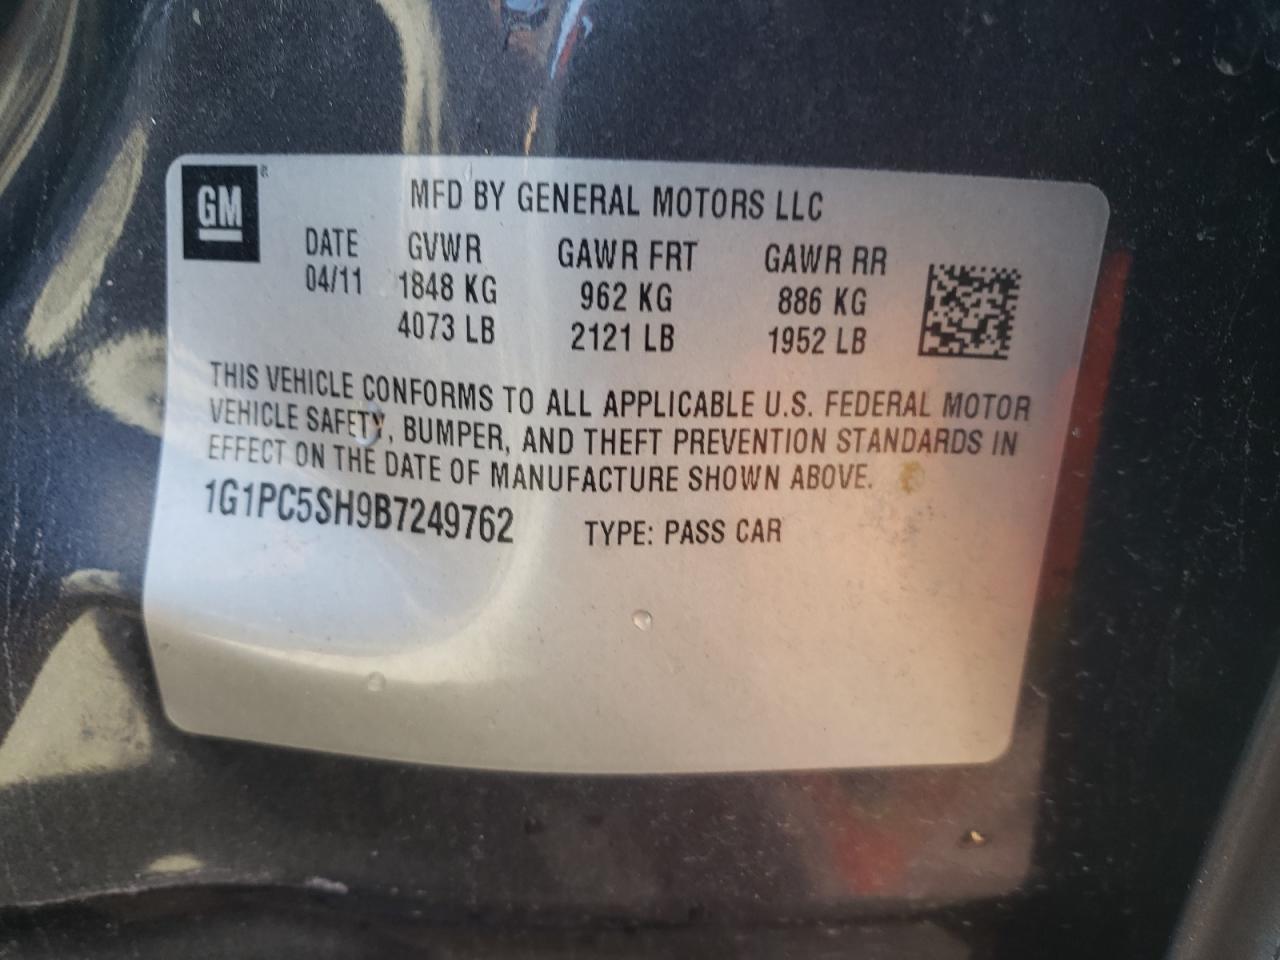 GM
MFD BY GENERAL MOTORS LLC
DATE GVWR GAWR FRT GAWR RR
04/11 1848 KG 962 KG 886 KG
4073 LB 2121 LB 1952 LB
THIS VEHICLE CONFORMS TO ALL APPLICABLE U.S. FEDERAL MOTOR
VEHICLE SAFETY, BUMPER, AND THEFT PREVENTION STANDARDS IN
EFFECT ON THE DATE OF MANUFACTURE SHOWN ABOVE.
1G1PC5SH9B7249762 TYPE: PASS CAR